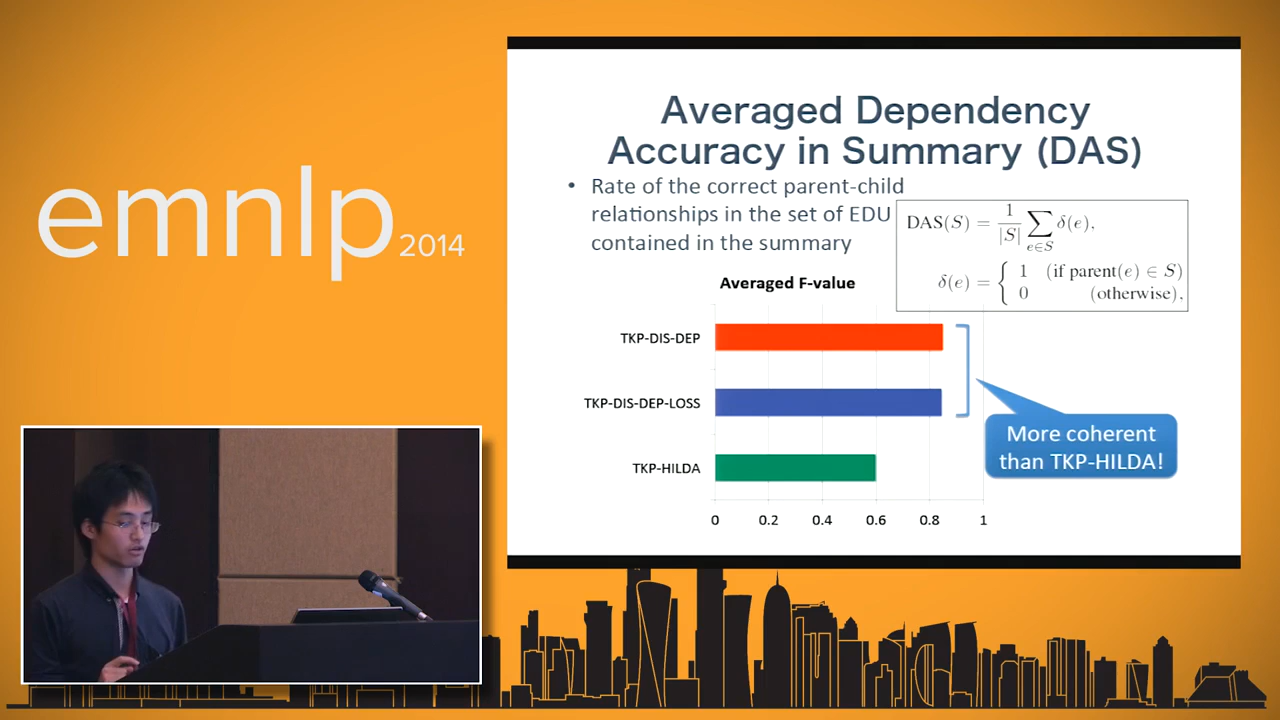 emnlp 2014
Averaged Dependency
Accuracy in Summary (DAS)
• Rate of the correct parent-child
relationships in the set of EDU
contained in the summary
DAS(S) = 1/|S| ∑_{e∈S} δ(e),
δ(e) = { 1 (if parent(e) ∈ S)
0 (otherwise),
Averaged F-value
TKP-DIS-DEP
TKP-DIS-DEP-LOSS
TKP-HILDA
0 0.2 0.4 0.6 0.8 1
More coherent
than TKP-HILDA!